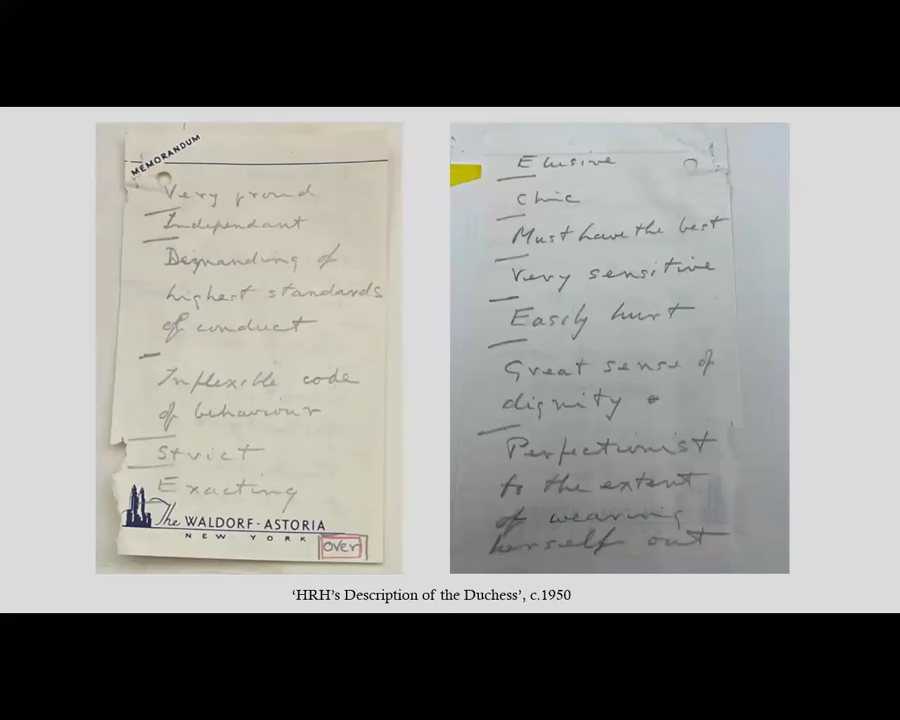 MEMORANDUM
Very proud
Independant
Demanding of
highest standards
of conduct
Inflexible code
of behaviour
Strict
Exacting
The WALDORF-ASTORIA
NEW YORK
over
Elusive
Chic
Must have the best
Very sensitive
Easily hurt
Great sense of
dignity
Perfectionist
to the extent
of wearing
herself out
‘HRH’s Description of the Duchess’, c.1950